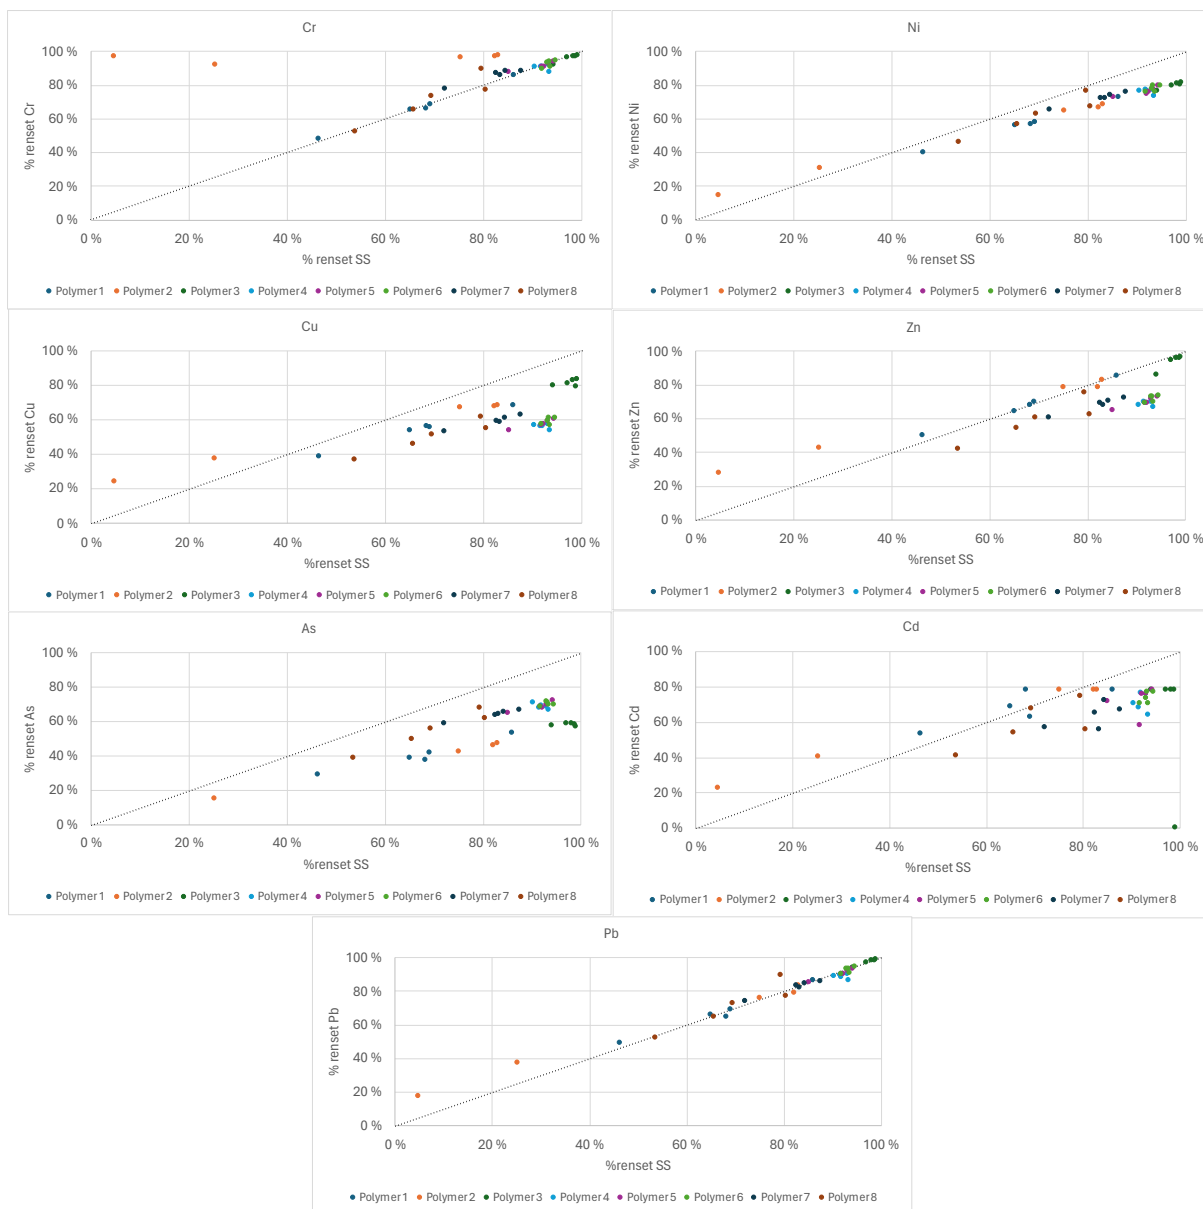 Cr
100 %
80 %
60 %
40 %
20 %
0 %
% renset Cr
0 % 20 % 40 % 60 % 80 % 100 %
% renset SS
Polymer1 Polymer2 Polymer3 Polymer4 Polymer5 Polymer6 Polymer7 Polymer8
Ni
100 %
80 %
60 %
40 %
20 %
0 %
% renset Ni
0 % 20 % 40 % 60 % 80 % 100 %
% renset SS
Polymer1 Polymer2 Polymer3 Polymer4 Polymer5 Polymer6 Polymer7 Polymer8
Cu
100 %
80 %
60 %
40 %
20 %
0 %
% renset Cu
0 % 20 % 40 % 60 % 80 % 100 %
%renset SS
Polymer1 Polymer2 Polymer3 Polymer4 Polymer5 Polymer6 Polymer7 Polymer8
Zn
100 %
80 %
60 %
40 %
20 %
0 %
% renset Zn
0 % 20 % 40 % 60 % 80 % 100 %
%renset SS
Polymer1 Polymer2 Polymer3 Polymer4 Polymer5 Polymer6 Polymer7 Polymer8
As
100 %
80 %
60 %
40 %
20 %
0 %
% renset As
0 % 20 % 40 % 60 % 80 % 100 %
%renset SS
Polymer1 Polymer2 Polymer3 Polymer4 Polymer5 Polymer6 Polymer7 Polymer8
Cd
100 %
80 %
60 %
40 %
20 %
0 %
% renset Cd
0 % 20 % 40 % 60 % 80 % 100 %
%renset SS
Polymer1 Polymer2 Polymer3 Polymer4 Polymer5 Polymer6 Polymer7 Polymer8
Pb
100 %
80 %
60 %
40 %
20 %
0 %
% renset Pb
0 % 20 % 40 % 60 % 80 % 100 %
%renset SS
Polymer1 Polymer2 Polymer3 Polymer4 Polymer5 Polymer6 Polymer7 Polymer8